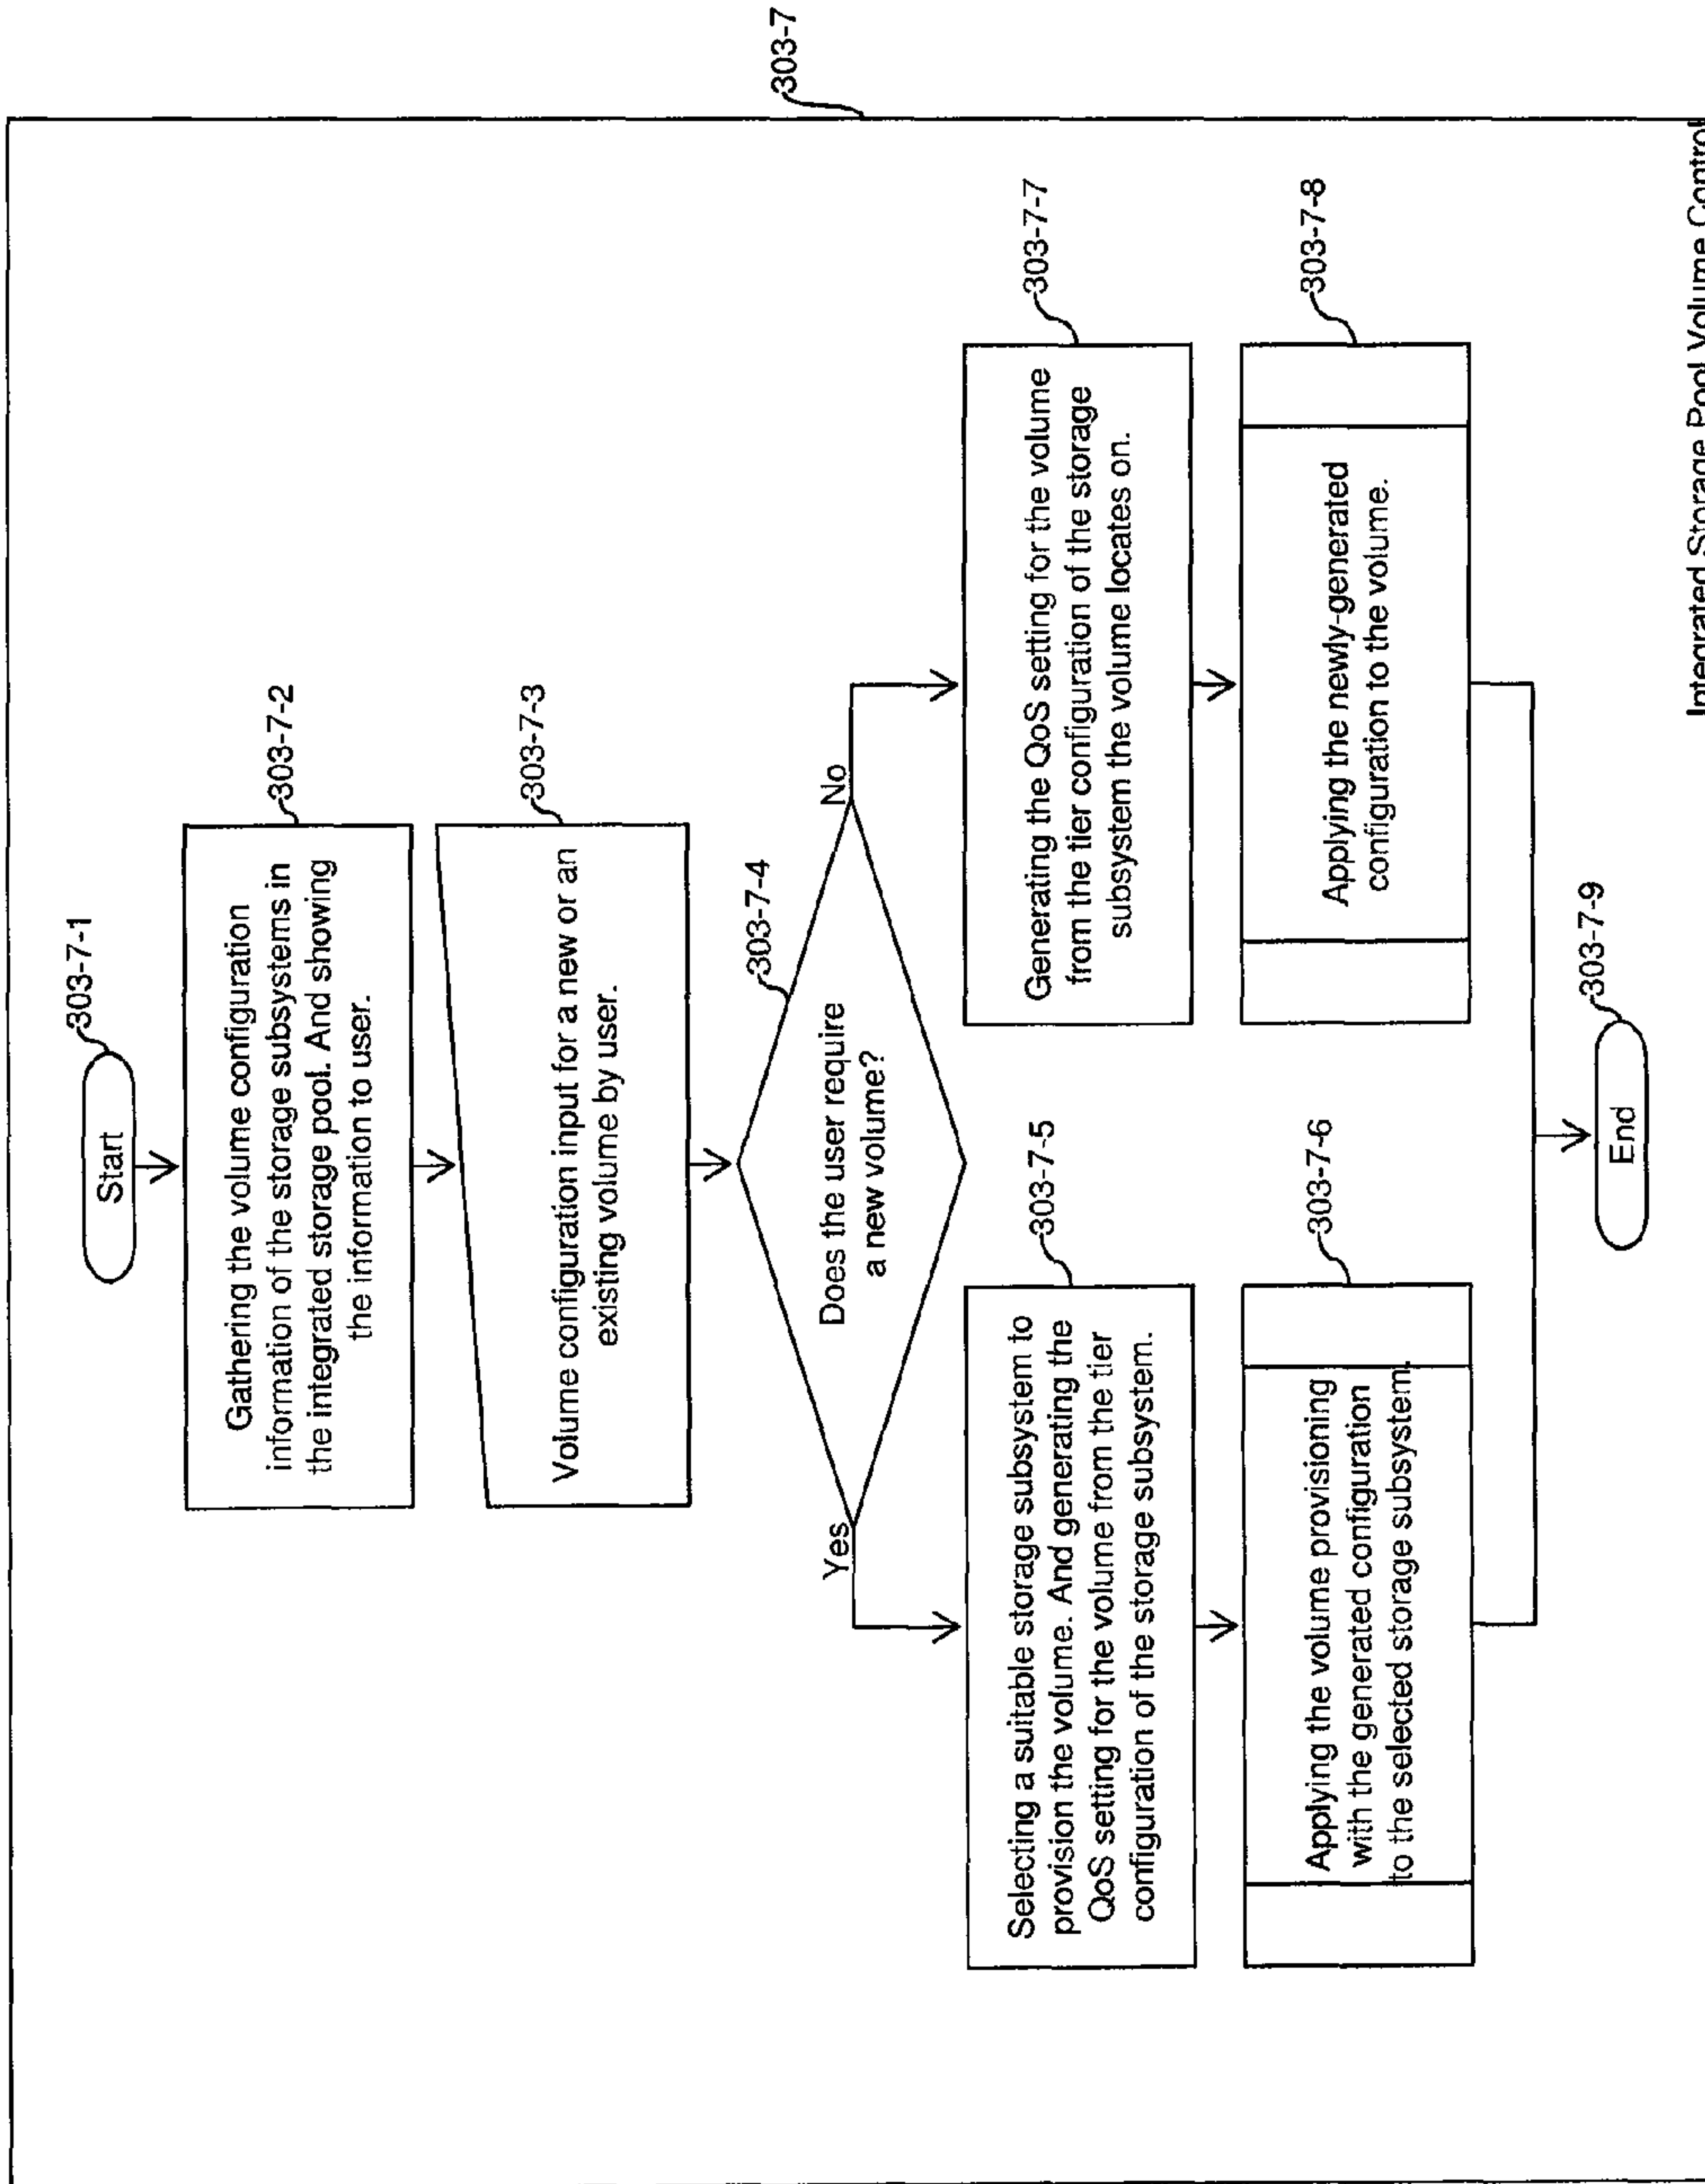 303-7
303-7-1
Start
303-7-2
Gathering the volume configuration
information of the storage subsystems in
the integrated storage pool. And showing
the information to user.
303-7-3
Volume configuration input for a new or an
existing volume by user.
303-7-4
Does the user require
a new volume?
Yes
No
303-7-5
Selecting a suitable storage subsystem to
provision the volume. And generating the
QoS setting for the volume from the tier
configuration of the storage subsystem.
303-7-6
Applying the volume provisioning
with the generated configuration
to the selected storage subsystem.
303-7-7
Generating the QoS setting for the volume
from the tier configuration of the storage
subsystem the volume locates on.
303-7-8
Applying the newly-generated
configuration to the volume.
303-7-9
End
Integrated Storage Pool Volume Control